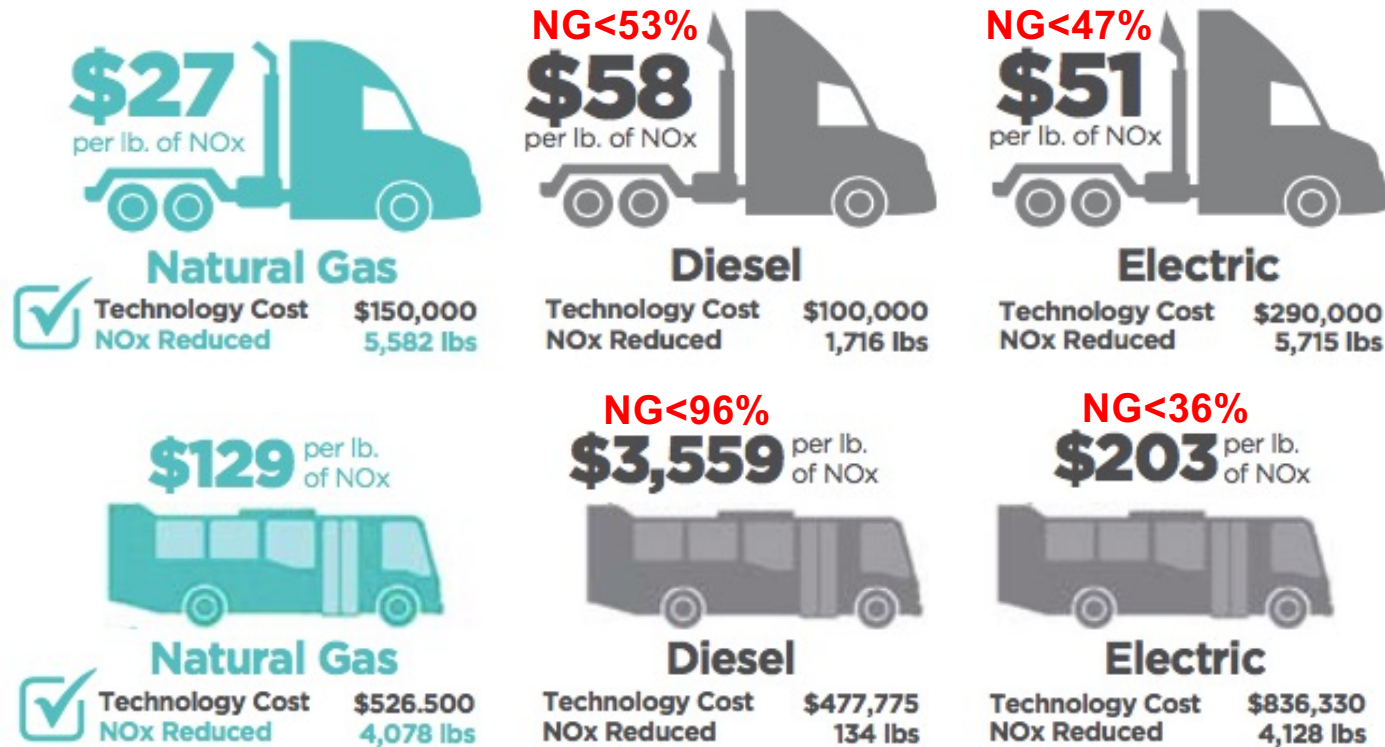 NG<53%
NG<47%
$27
per lb. of NOx
$58
per lb. of NOx
$51
per lb. of NOx
Natural Gas
Technology Cost $150,000
NOx Reduced 5,582 lbs
Diesel
Technology Cost $100,000
NOx Reduced 1,716 lbs
Electric
Technology Cost $290,000
NOx Reduced 5,715 lbs
NG<96%
NG<36%
$129 per lb. of NOx
$3,559 per lb. of NOx
$203 per lb. of NOx
Natural Gas
Technology Cost $526.500
NOx Reduced 4,078 lbs
Diesel
Technology Cost $477,775
NOx Reduced 134 lbs
Electric
Technology Cost $836,330
NOx Reduced 4,128 lbs